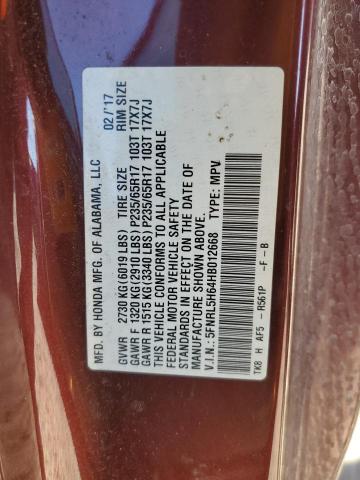 MFD. BY HONDA MFG. OF ALABAMA, LLC 02/17
GVWR 2730 KG(6019 LBS) TIRE SIZE RIM SIZE
GAWR F 1320 KG(2910 LBS) P235/65R17 103T 17X7J
GAWR R 1515 KG(3340 LBS) P235/65R17 103T 17X7J
THIS VEHICLE CONFORMS TO ALL APPLICABLE
FEDERAL MOTOR VEHICLE SAFETY
STANDARDS IN EFFECT ON THE DATE OF
MANUFACTURE SHOWN ABOVE.
V.I.N.: 5FNRL5H64HB012668 TYPE: MPV
TK8 H AF5 - R561P -F -B